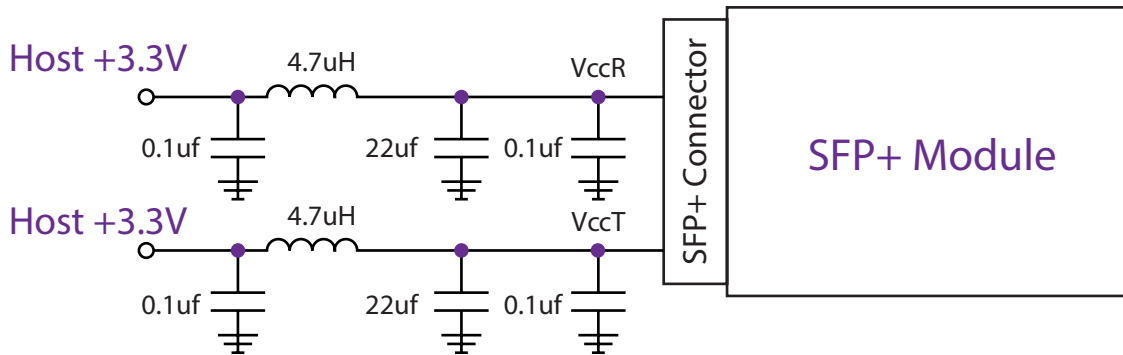 Host +3.3V
4.7uH
VccR
0.1uf
22uf
0.1uf
Host +3.3V
4.7uH
VccT
0.1uf
22uf
0.1uf
SFP+ Connector
SFP+ Module